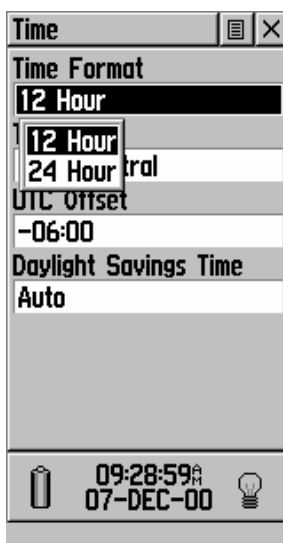 Time
Time Format
12 Hour
12 Hour
24 Hour
UTC Offset
-06:00
Daylight Savings Time
Auto
09:28:59AM
07-DEC-00